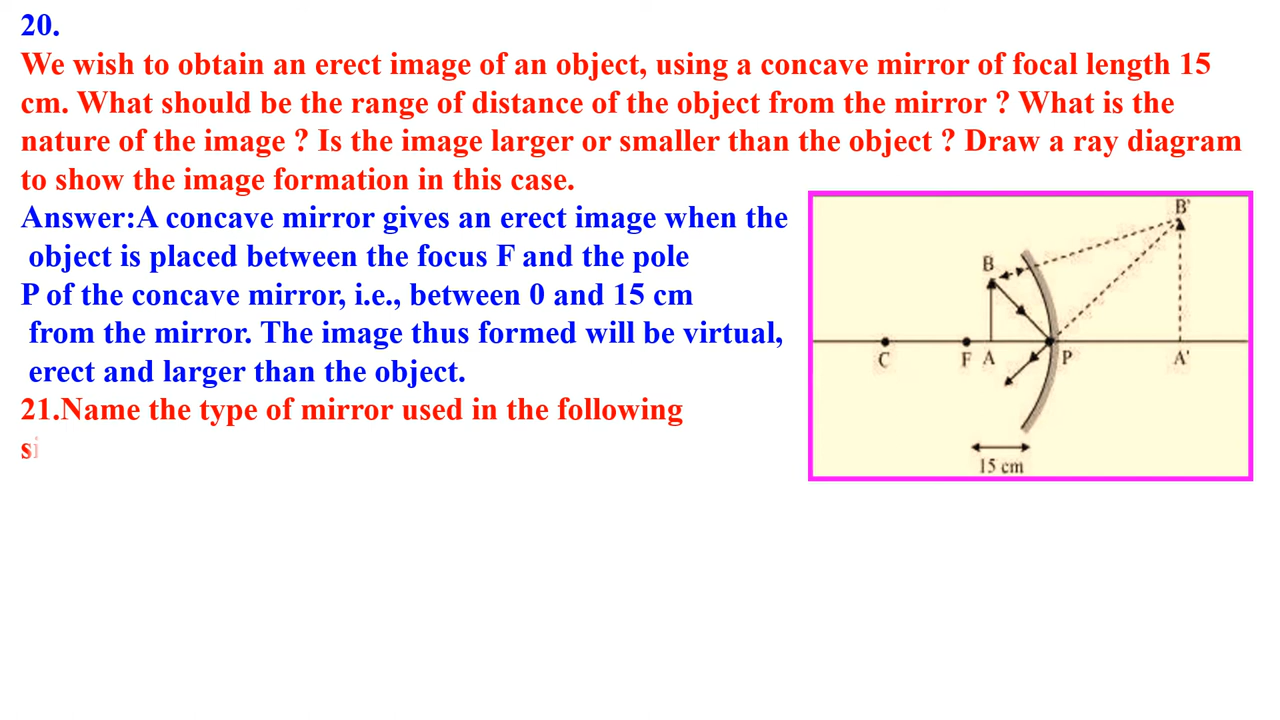 20.
We wish to obtain an erect image of an object, using a concave mirror of focal length 15
cm. What should be the range of distance of the object from the mirror ? What is the
nature of the image ? Is the image larger or smaller than the object ? Draw a ray diagram
to show the image formation in this case.
Answer:A concave mirror gives an erect image when the
object is placed between the focus F and the pole
P of the concave mirror, i.e., between 0 and 15 cm
from the mirror. The image thus formed will be virtual,
erect and larger than the object.
21.Name the type of mirror used in the following
si
B'
B
C
F
A
P
A'
15 cm